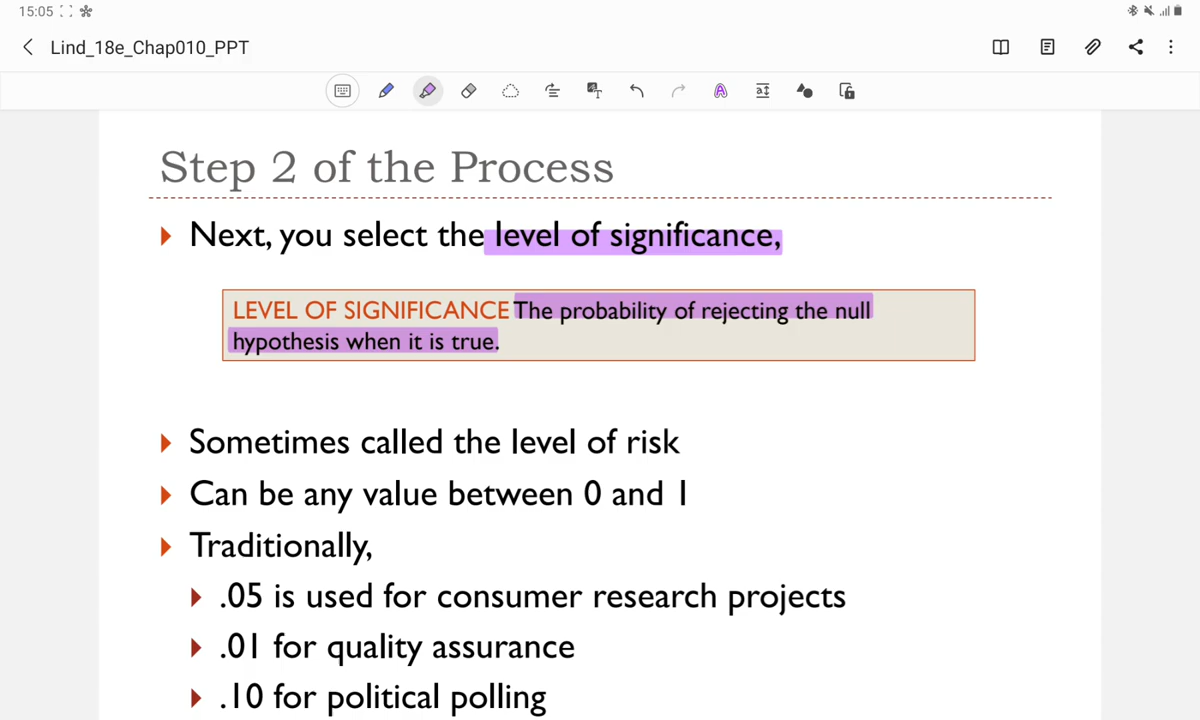 15:05
Lind_18e_Chap010_PPT
Step 2 of the Process
Next, you select the level of significance,
LEVEL OF SIGNIFICANCE The probability of rejecting the null
hypothesis when it is true.
Sometimes called the level of risk
Can be any value between 0 and 1
Traditionally,
.05 is used for consumer research projects
.01 for quality assurance
.10 for political polling